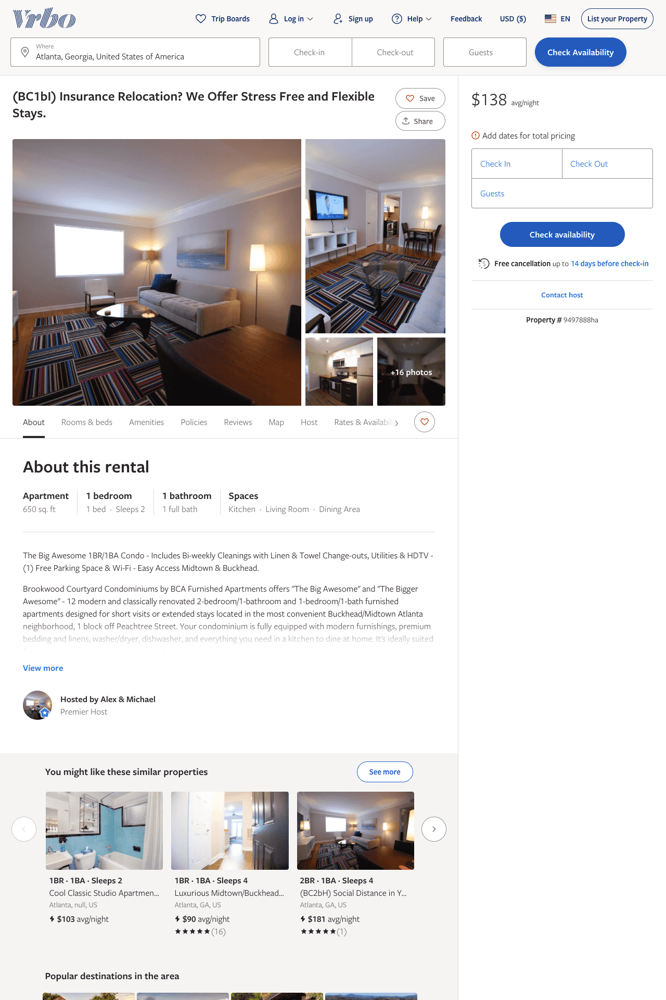 Vrbo
Trip Boards
Log in
Sign up
Help
Feedback
USD ($)
EN
List your Property
Where
Atlanta, Georgia, United States of America
Check-in
Check-out
Guests
Check Availability
(BC1bI) Insurance Relocation? We Offer Stress Free and Flexible
Stays.
Save
Share
$138 avg/night
Add dates for total pricing
Check In
Check Out
Guests
Check availability
Free cancellation up to 14 days before check-in
Contact host
Property # 9497888ha
+16 photos
About
Rooms & beds
Amenities
Policies
Reviews
Map
Host
Rates & Availabili
About this rental
Apartment
650 sq. ft
1 bedroom
1 bed · Sleeps 2
1 bathroom
1 full bath
Spaces
Kitchen · Living Room · Dining Area
The Big Awesome 1BR/1BA Condo - Includes Bi-weekly Cleanings with Linen & Towel Change-outs, Utilities & HDTV -
(1) Free Parking Space & Wi-Fi - Easy Access Midtown & Buckhead.
Brookwood Courtyard Condominiums by BCA Furnished Apartments offers "The Big Awesome" and "The Bigger
Awesome" - 12 modern and classically renovated 2-bedroom/1-bathroom and 1-bedroom/1-bath furnished
apartments designed for short visits or extended stays located in the most convenient Buckhead/Midtown Atlanta
neighborhood, 1 block off Peachtree Street. Your condominium is fully equipped with modern furnishings, premium
bedding and linens, washer/dryer, dishwasher, and everything you need in a kitchen to dine at home. It's ideally suited
View more
Hosted by Alex & Michael
Premier Host
You might like these similar properties
See more
1BR · 1BA · Sleeps 2
Cool Classic Studio Apartmen...
Atlanta, null, US
$103 avg/night
1BR · 1BA · Sleeps 4
Luxurious Midtown/Buckhead...
Atlanta, GA, US
$90 avg/night
★★★★★(16)
2BR · 1BA · Sleeps 4
(BC2bH) Social Distance in Y...
Atlanta, GA, US
$181 avg/night
★★★★★(1)
Popular destinations in the area